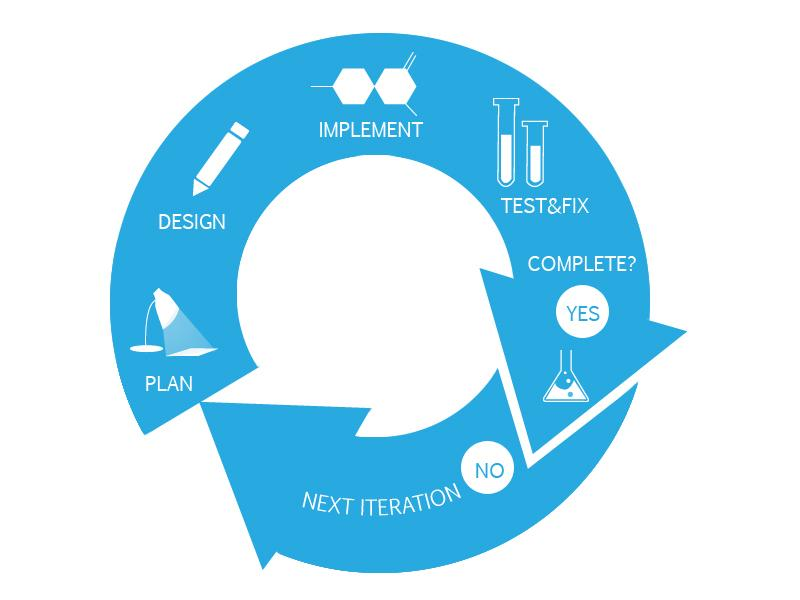 PLAN
DESIGN
IMPLEMENT
TEST&FIX
COMPLETE?
YES
NO
NEXT ITERATION